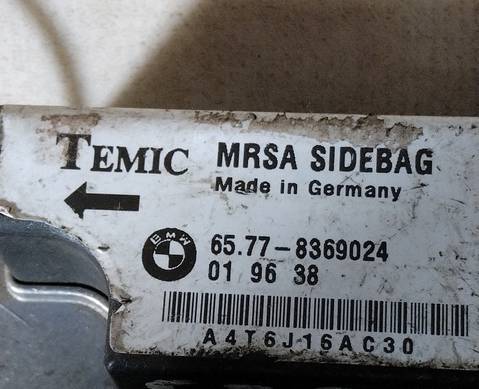 TEMIC MRSA SIDEBAG
Made in Germany
BMW 65.77-8369024
01 96 38
A4T6J16AC30